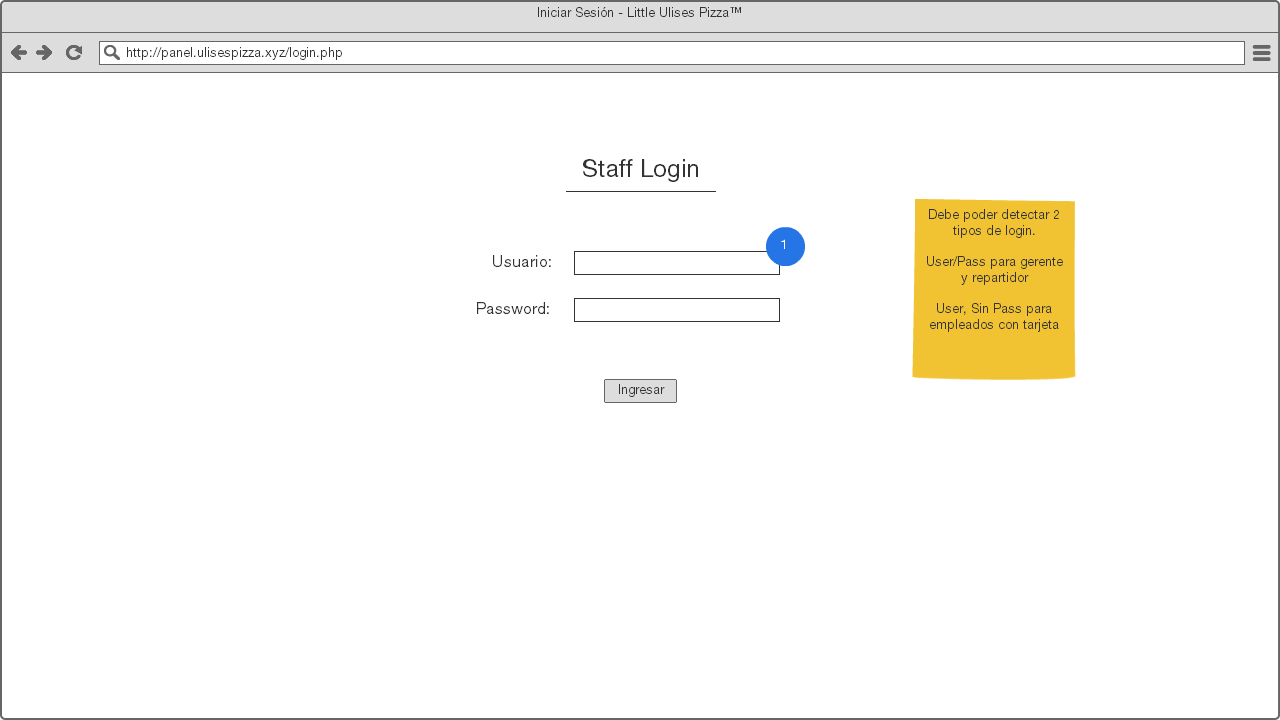 Iniciar Sesión - Little Ulises Pizza™
http://panel.ulisespizza.xyz/login.php
Staff Login
Usuario:
1
Password:
Ingresar
Debe poder detectar 2
tipos de login.
User/Pass para gerente
y repartidor
User, Sin Pass para
empleados con tarjeta